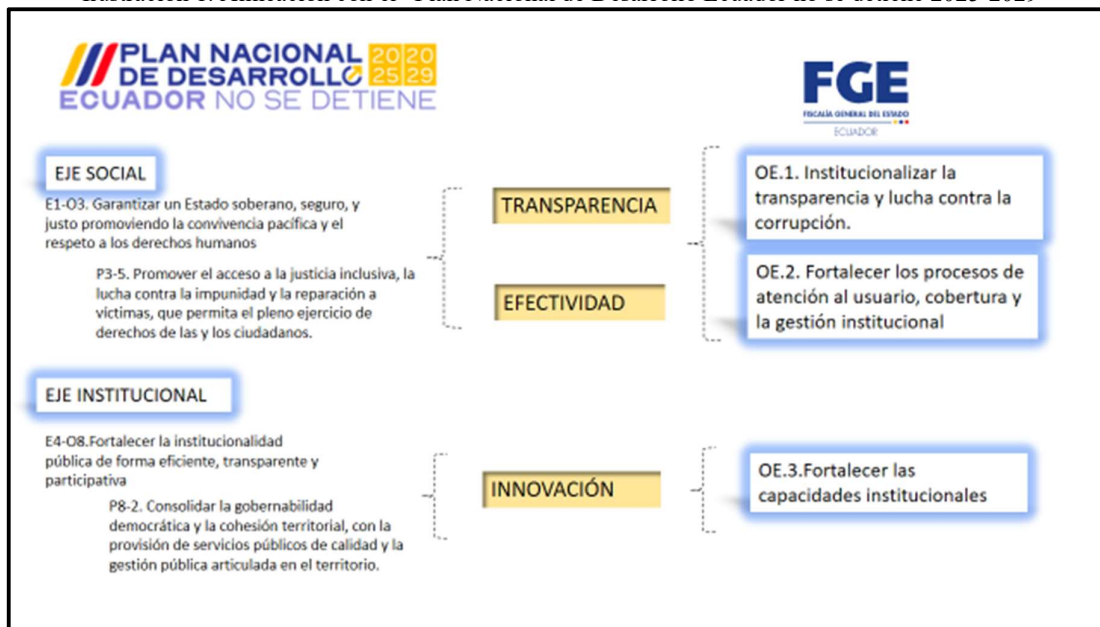 PLAN NACIONAL
DE DESARROLLO
2025 2029
ECUADOR NO SE DETIENE
FGE
FISCALÍA GENERAL DEL ESTADO
ECUADOR
EJE SOCIAL
E1-O3. Garantizar un Estado soberano, seguro, y
justo promoviendo la convivencia pacífica y el
respeto a los derechos humanos
P3-5. Promover el acceso a la justicia inclusiva, la
lucha contra la impunidad y la reparación a
víctimas, que permita el pleno ejercicio de
derechos de las y los ciudadanos.
TRANSPARENCIA
EFECTIVIDAD
OE.1. Institucionalizar la
transparencia y lucha contra la
corrupción.
OE.2. Fortalecer los procesos de
atención al usuario, cobertura y
la gestión institucional
EJE INSTITUCIONAL
E4-O8.Fortalecer la institucionalidad
pública de forma eficiente, transparente y
participativa
P8-2. Consolidar la gobernabilidad
democrática y la cohesión territorial, con la
provisión de servicios públicos de calidad y la
gestión pública articulada en el territorio.
INNOVACIÓN
OE.3.Fortalecer las
capacidades institucionales